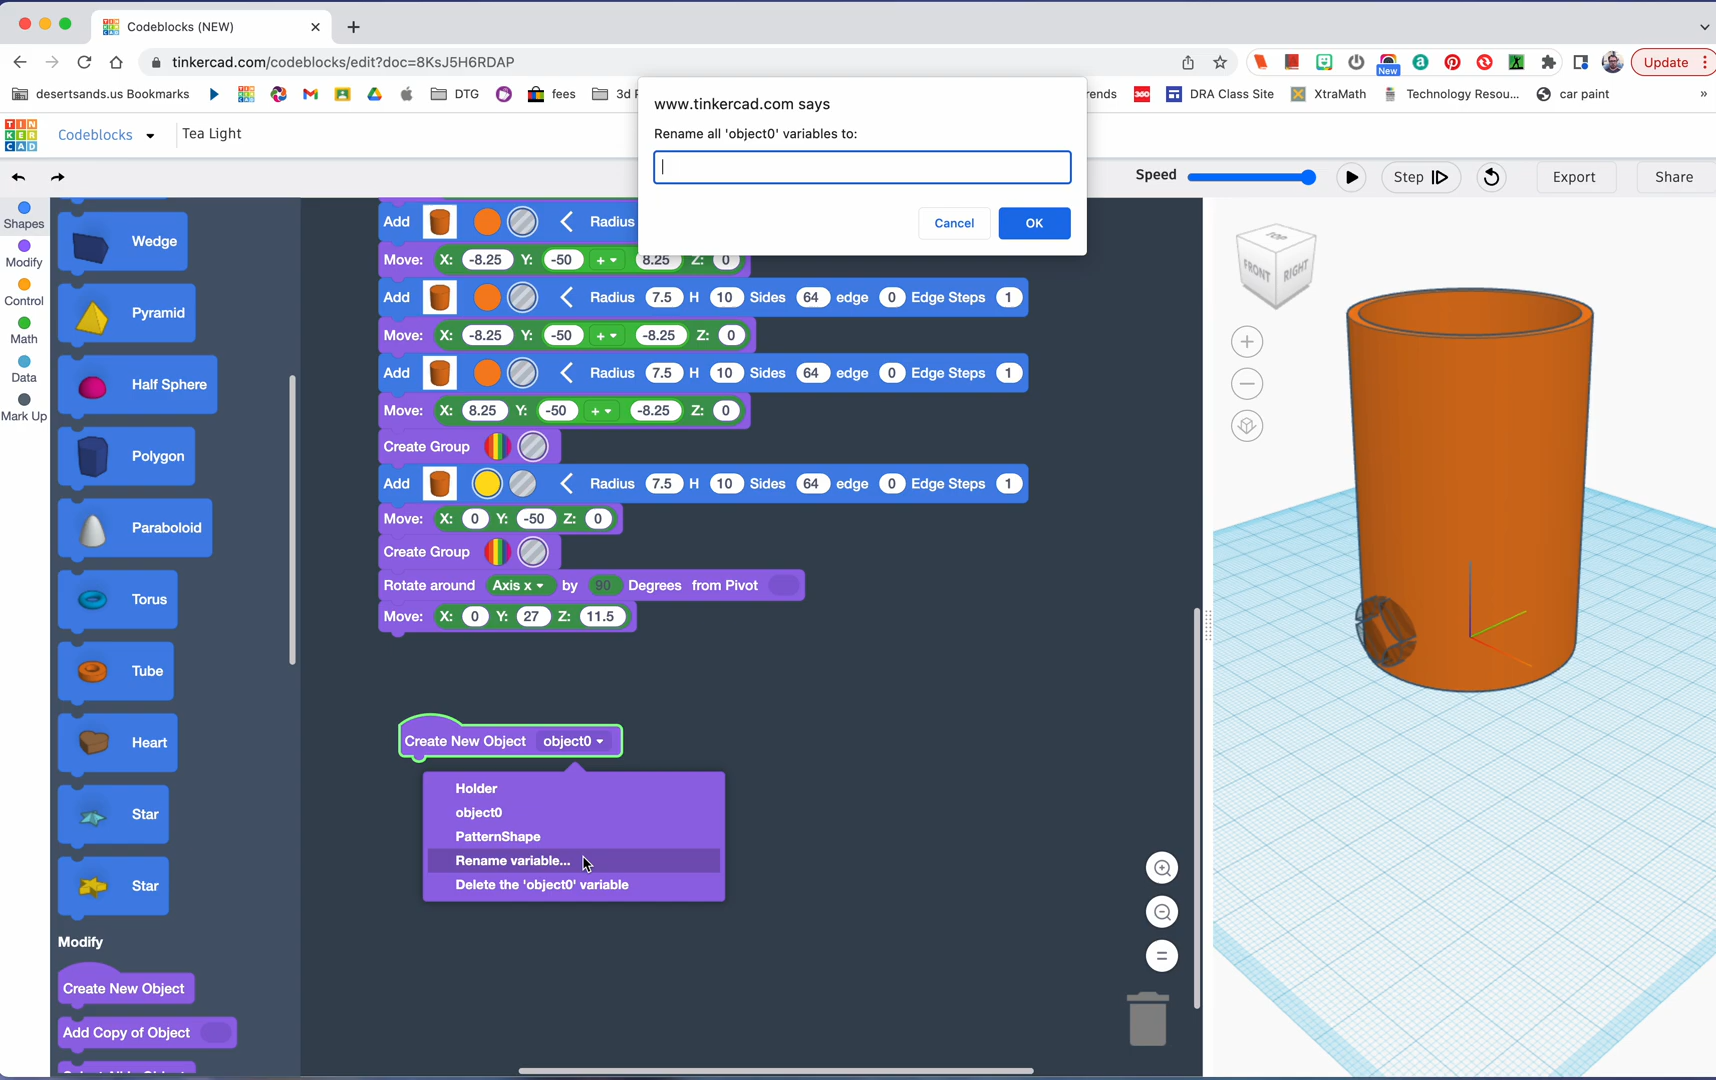 Codeblocks (NEW)
tinkercad.com/codeblocks/edit?doc=8KsJ5H6RDAP
New
Update
desertsands.us Bookmarks
DTG
fees
3d
ends
360
DRA Class Site
XtraMath
Technology Resou...
car paint
TIN
KER
CAD
Codeblocks
Tea Light
www.tinkercad.com says
Rename all 'object0' variables to:
Cancel
OK
Speed
Step
Export
Share
Shapes
Modify
Control
Math
Data
Mark Up
Wedge
Pyramid
Half Sphere
Polygon
Paraboloid
Torus
Tube
Heart
Star
Star
Modify
Create New Object
Add Copy of Object
Add Radius
Move: X: -8.25 Y: -50 + 8.25 Z: 0
Add Radius 7.5 H 10 Sides 64 edge 0 Edge Steps 1
Move: X: -8.25 Y: -50 + -8.25 Z: 0
Add Radius 7.5 H 10 Sides 64 edge 0 Edge Steps 1
Move: X: 8.25 Y: -50 + -8.25 Z: 0
Create Group
Add Radius 7.5 H 10 Sides 64 edge 0 Edge Steps 1
Move: X: 0 Y: -50 Z: 0
Create Group
Rotate around Axis x by 90 Degrees from Pivot
Move: X: 0 Y: 27 Z: 11.5
Create New Object object0
Holder
object0
PatternShape
Rename variable...
Delete the 'object0' variable
TOP
FRONT
RIGHT